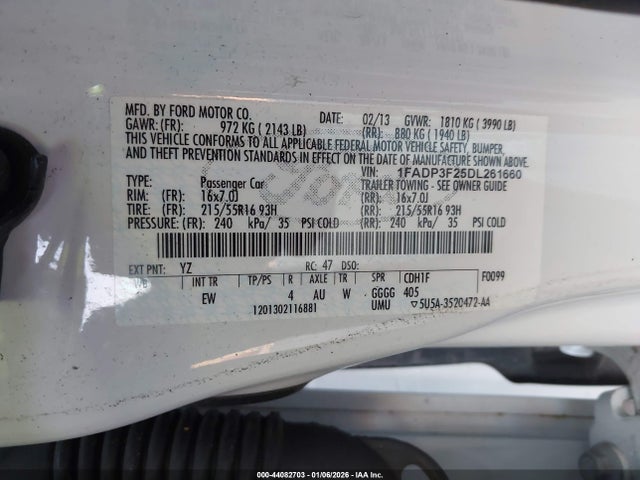 MFD. BY FORD MOTOR CO. DATE: 02/13 GVWR: 1810 KG ( 3990 LB)
GAWR: (FR): 972 KG ( 2143 LB) (RR): 880 KG ( 1940 LB)
THIS VEHICLE CONFORMS TO ALL APPLICABLE FEDERAL MOTOR VEHICLE SAFETY, BUMPER,
AND THEFT PREVENTION STANDARDS IN EFFECT ON THE DATE OF MANUFACTURE SHOWN ABOVE.
VIN: 1FADP3F25DL261660
TYPE: Passenger Car TRAILER TOWING - SEE OWNER GUIDE
RIM: (FR): 16x7.0J (RR): 16x7.0J
TIRE: (FR): 215/55R16 93H (RR): 215/55R16 93H
PRESSURE: (FR): 240 kPa/ 35 PSI COLD (RR): 240 kPa/ 35 PSI COLD
EXT PNT: YZ RC: 47 DSO: F0099
INT TR TP/PS R AXLE TR SPR CDH1F
EW 4 AU W GGGG 405
1201302116881 UMU ▽5U5A-3520472-AA
Ford
000-44082703 - 01/06/2026 - IAA Inc.